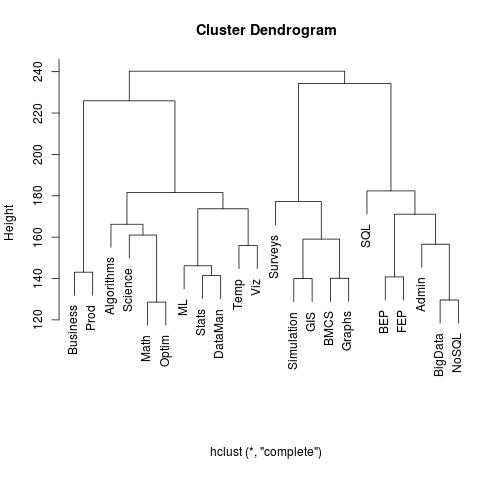 Cluster Dendrogram
Height
240
220
200
180
160
140
120
Business
Prod
Algorithms
Science
Math
Optim
ML
Stats
DataMan
Temp
Viz
Surveys
Simulation
GIS
BMCS
Graphs
SQL
BEP
FEP
Admin
BigData
NoSQL
hclust (*, "complete")